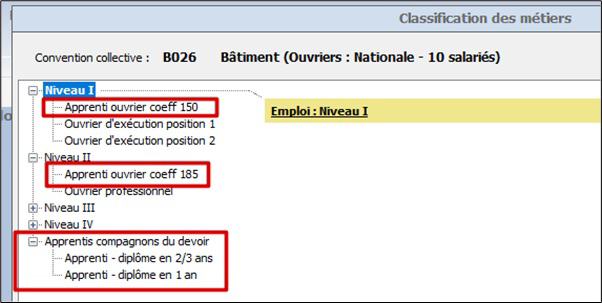 Classification des métiers
Convention collective : B026 Bâtiment (Ouvriers : Nationale - 10 salariés)
Niveau I
Apprenti ouvrier coeff 150
Emploi : Niveau I
Ouvrier d'exécution position 1
Ouvrier d'exécution position 2
Niveau II
Apprenti ouvrier coeff 185
Ouvrier professionnel
Niveau III
Niveau IV
Apprentis compagnons du devoir
Apprenti - diplôme en 2/3 ans
Apprenti - diplôme en 1 an